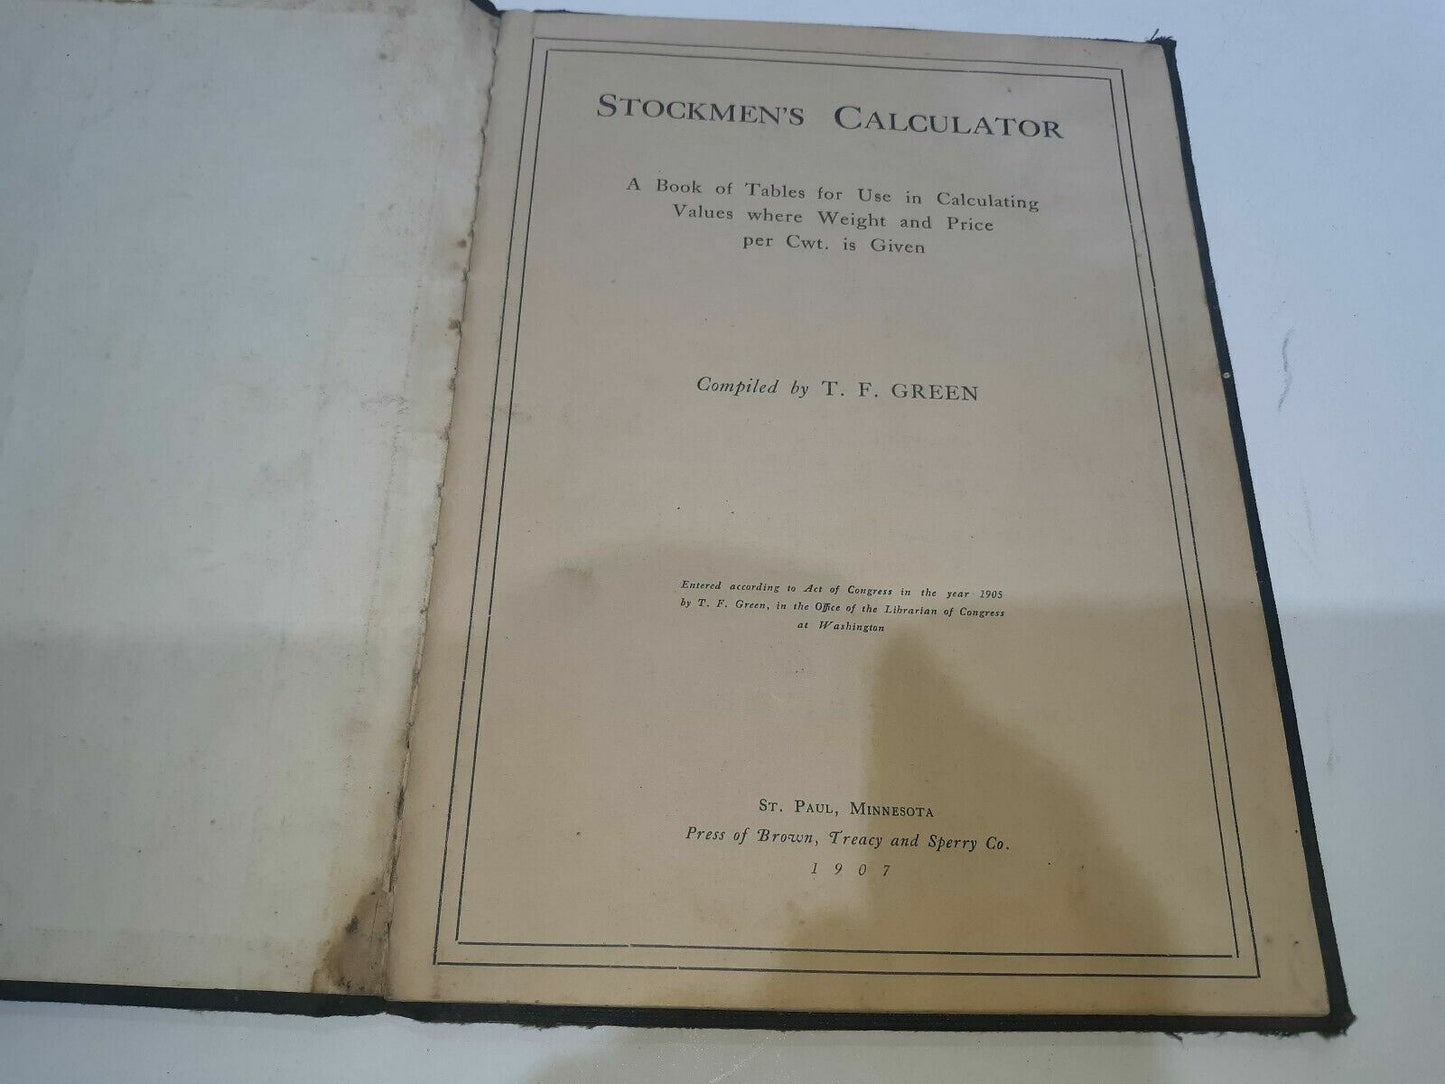 STOCKMEN'S CALCULATOR
A Book of Tables for Use in Calculating
Values where Weight and Price
per Cwt. is Given
Compiled by T. F. GREEN
Entered according to Act of Congress in the year 1905
by T. F. Green, in the Office of the Librarian of Congress
at Washington
ST. PAUL, MINNESOTA
Press of Brown, Treacy and Sperry Co.
1907